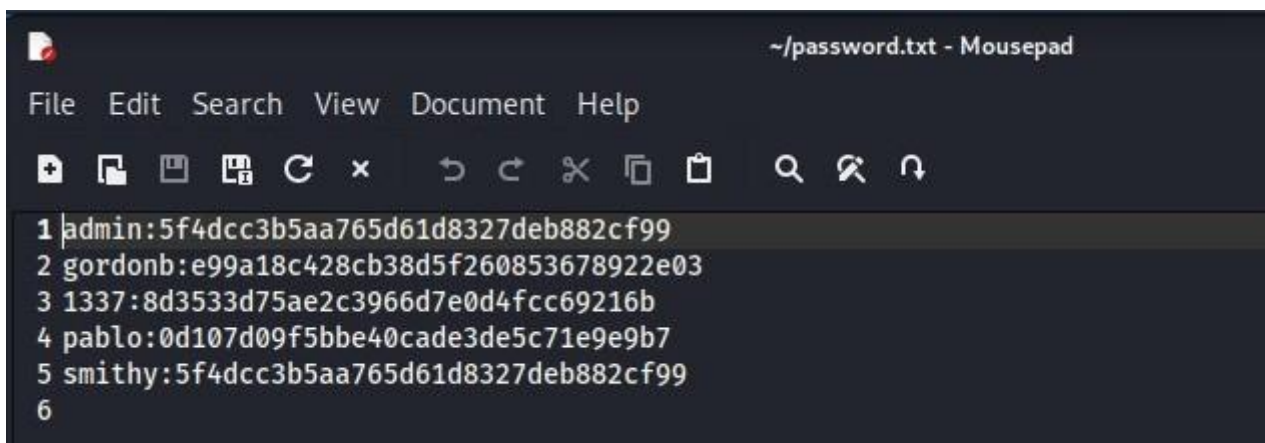 ~/password.txt - Mousepad
File Edit Search View Document Help
1 admin:5f4dcc3b5aa765d61d8327deb882cf99
2 gordonb:e99a18c428cb38d5f260853678922e03
3 1337:8d3533d75ae2c3966d7e0d4fcc69216b
4 pablo:0d107d09f5bbe40cade3de5c71e9e9b7
5 smithy:5f4dcc3b5aa765d61d8327deb882cf99
6